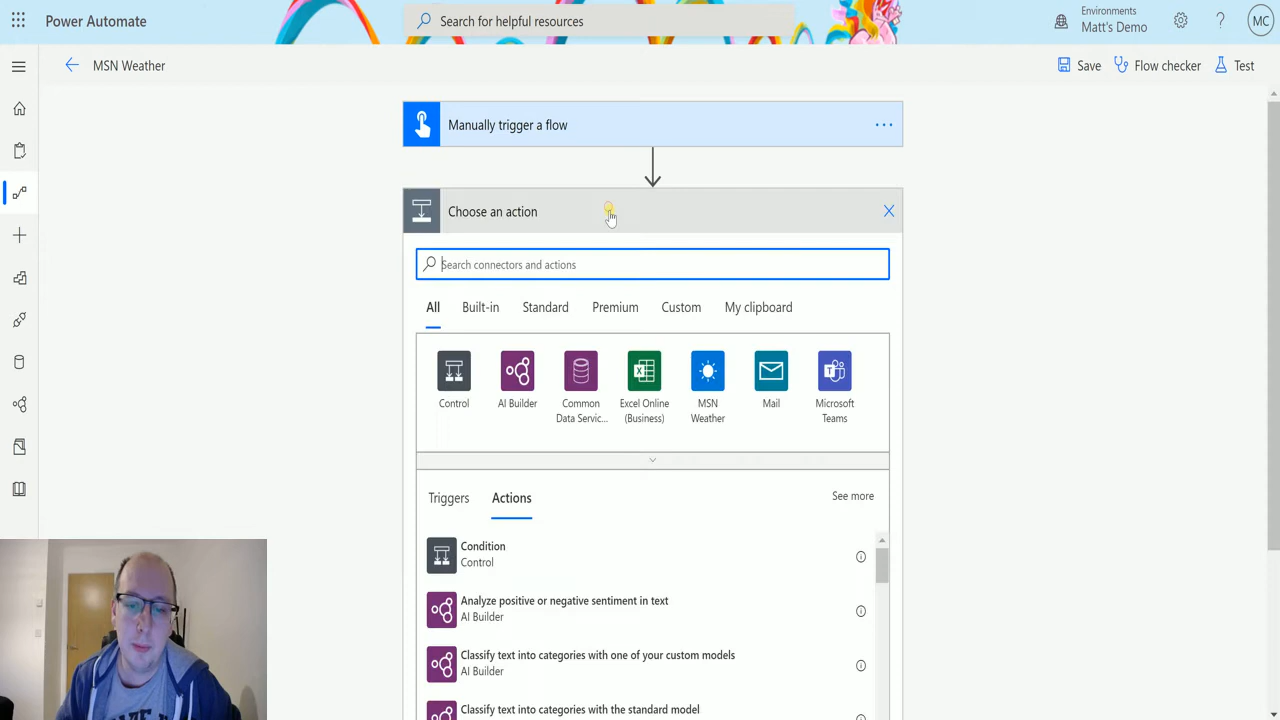 Power Automate
Search for helpful resources
Environments
Matt's Demo
MC
MSN Weather
Save
Flow checker
Test
Manually trigger a flow
Choose an action
Search connectors and actions
All
Built-in
Standard
Premium
Custom
My clipboard
Control
AI Builder
Common
Data Servic...
Excel Online
(Business)
MSN
Weather
Mail
Microsoft
Teams
Triggers
Actions
See more
Condition
Control
Analyze positive or negative sentiment in text
AI Builder
Classify text into categories with one of your custom models
AI Builder
Classify text into categories with the standard model